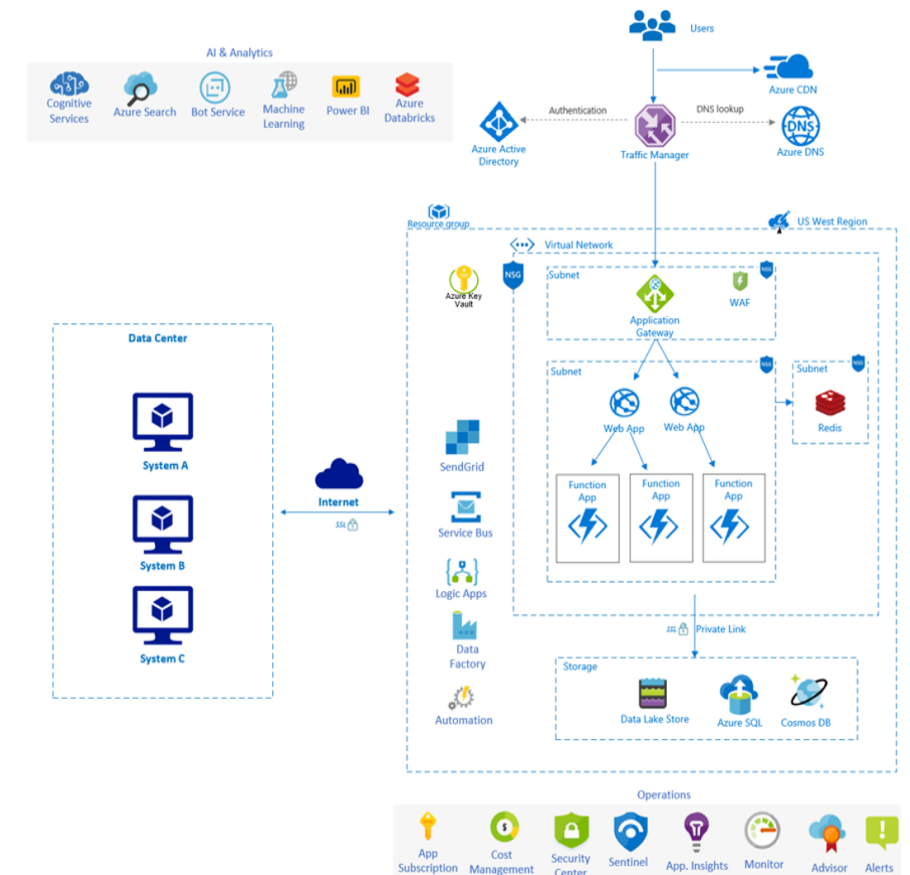 Users
AI & Analytics
Cognitive
Services
Azure Search
Bot Service
Machine
Learning
Power BI
Azure
Databricks
Azure CDN
Authentication
DNS lookup
Azure Active
Directory
Traffic Manager
DNS
Azure DNS
Resource group
US West Region
Virtual Network
NSG
Subnet
NSG
WAF
Azure Key
Vault
Application
Gateway
Data Center
Subnet
NSG
Subnet
NSG
Web App
Web App
Redis
System A
SendGrid
Function
App
Function
App
Function
App
Internet
SSL
Service Bus
System B
Logic Apps
SSL
Private Link
Data
Factory
System C
Storage
Automation
Data Lake Store
Azure SQL
Cosmos DB
Operations
$
App
Subscription
Cost
Management
Security
Center
Sentinel
App. Insights
Monitor
Advisor
Alerts